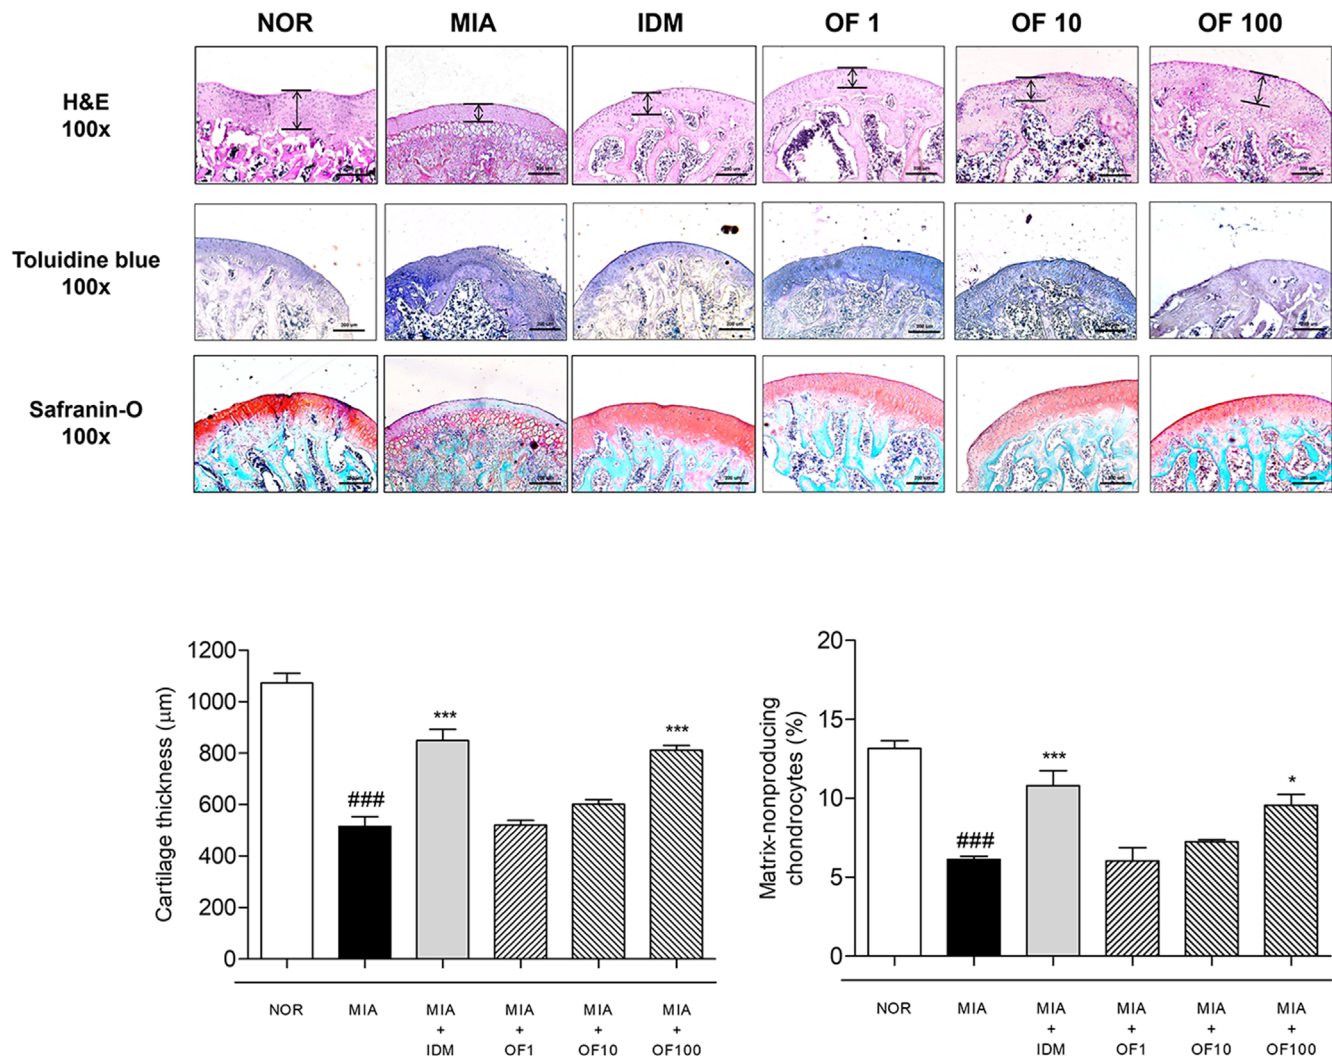 NOR MIA IDM OF 1 OF 10 OF 100
H&E
100x
Toluidine blue
100x
200 um
Safranin-O
100x
Cartilage thickness (μm)
1200
1000
800
600
400
200
0
###
***
***
NOR MIA MIA MIA MIA MIA
+ + + +
IDM OF1 OF10 OF100
Matrix-nonproducing
chondrocytes (%)
20
15
10
5
0
###
***
*
NOR MIA MIA MIA MIA MIA
+ + + +
IDM OF1 OF10 OF100